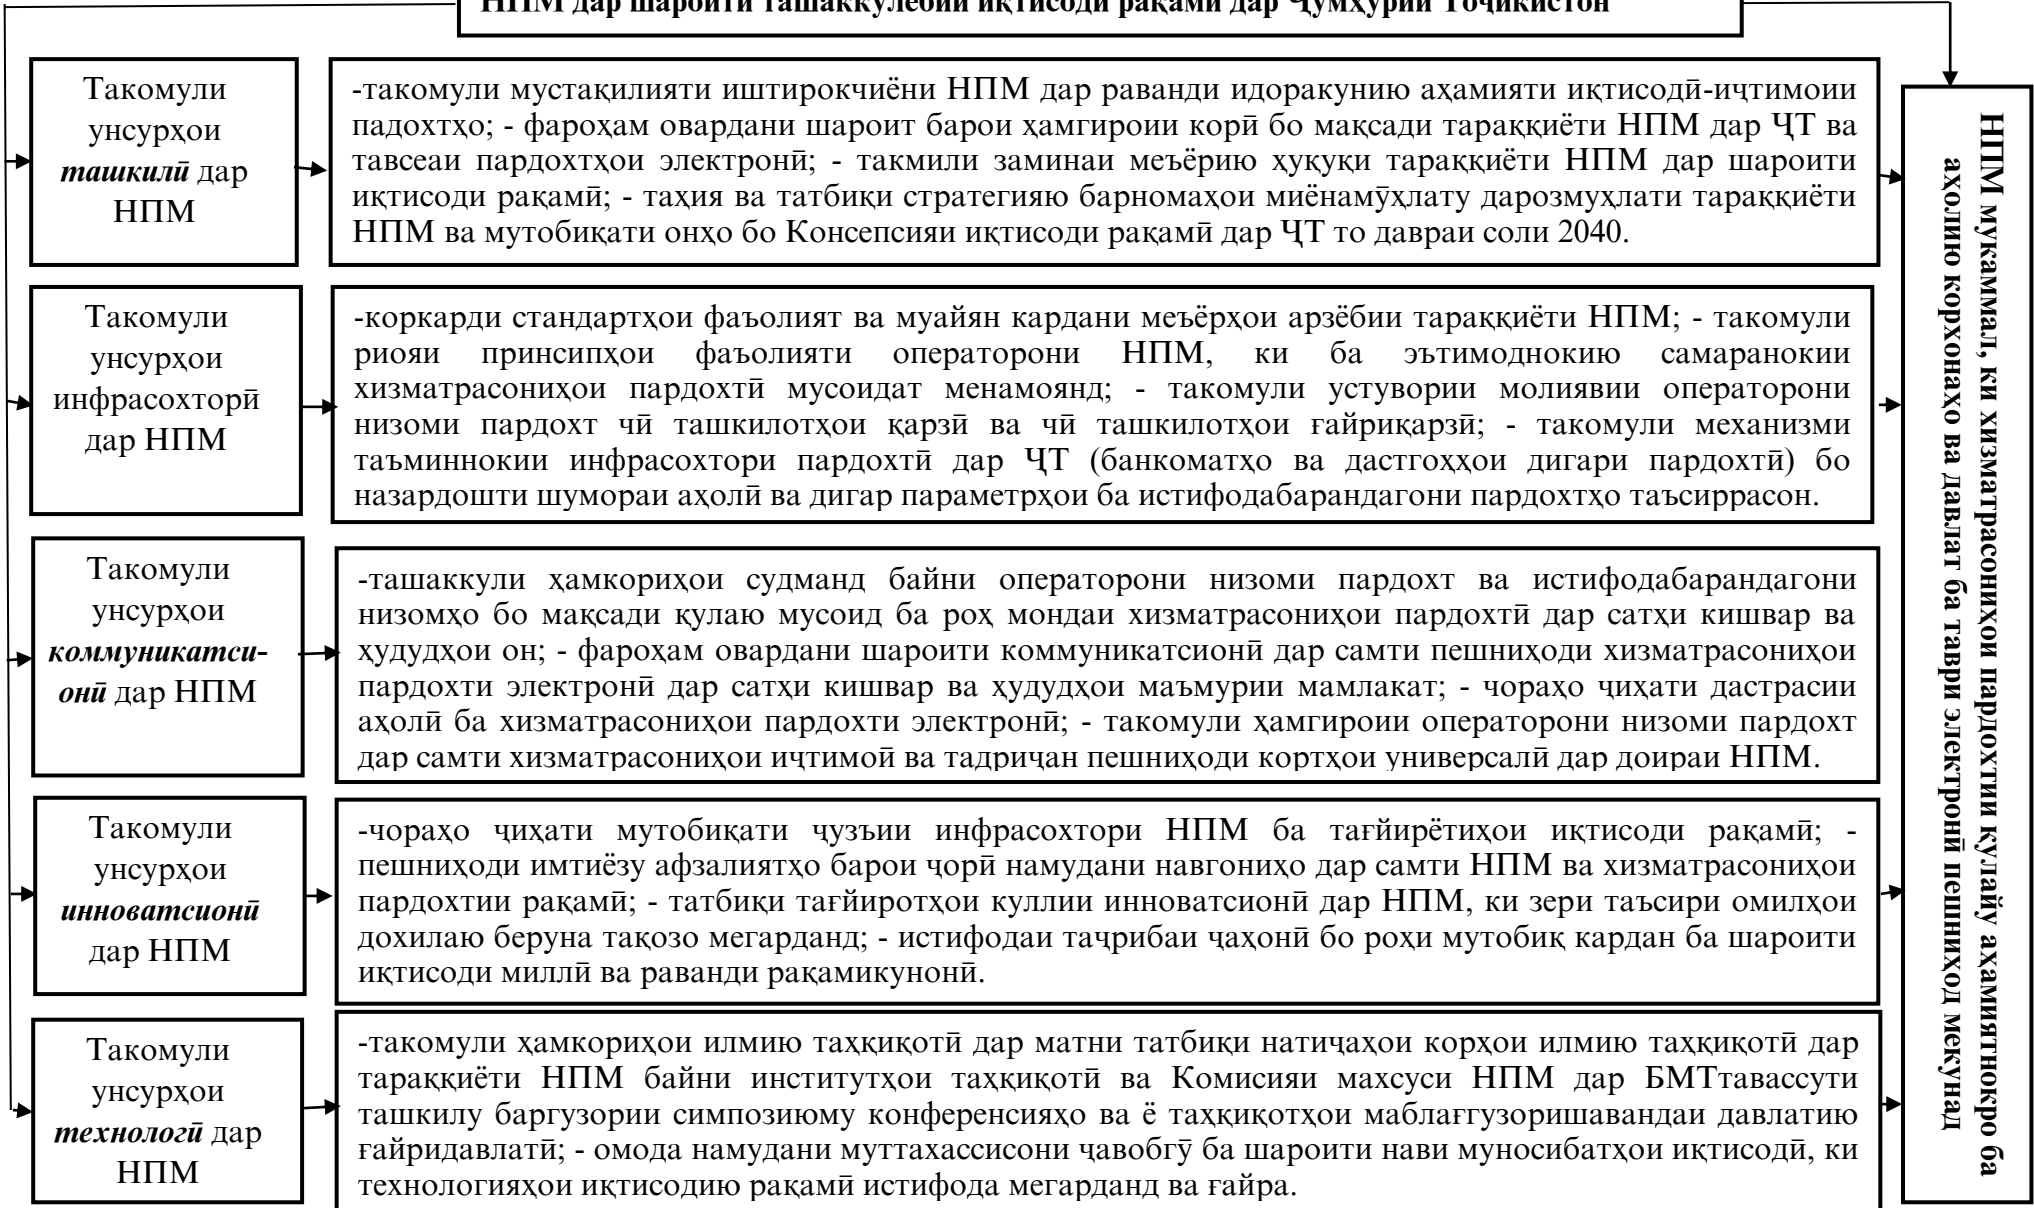 НПМ дар шароити ташаккулёбии иқтисоди рақамӣ дар Ҷумҳурии Тоҷикистон
Такомули
унсурҳои
ташкилӣ дар
НПМ
-такомули мустақилияти иштирокчиёни НПМ дар раванди идоракунию аҳамияти иқтисодӣ-иҷтимоии
падохтҳо; - фароҳам овардани шароит барои ҳамгироии корӣ бо мақсади тараққиёти НПМ дар ҶТ ва
тавсеаи пардохтҳои электронӣ; - такмили заминаи меъёрию ҳуқуқи тараққиёти НПМ дар шароити
иқтисоди рақамӣ; - таҳия ва татбиқи стратегияю барномаҳои миёнамӯҳлату дарозмуҳлати тараққиёти
НПМ ва мутобиқати онҳо бо Консепсияи иқтисоди рақамӣ дар ҶТ то давраи соли 2040.
Такомули
унсурҳои
инфрасохторӣ
дар НПМ
-коркарди стандартҳои фаъолият ва муайян кардани меъёрҳои арзёбии тараққиёти НПМ; - такомули
риояи принсипҳои фаъолияти операторони НПМ, ки ба эътимоднокию самаранокии
хизматрасониҳои пардохтӣ мусоидат менамоянд; - такомули устувории молиявии операторони
низоми пардохт чӣ ташкилотҳои қарзӣ ва чӣ ташкилотҳои ғайриқарзӣ; - такомули механизми
таъминнокии инфрасохтори пардохтӣ дар ҶТ (банкоматҳо ва дастгоҳҳои дигари пардохтӣ) бо
назардошти шумораи аҳолӣ ва дигар параметрҳои ба истифодабарандагони пардохтҳо таъсиррасон.
Такомули
унсурҳои
коммуникатси-
онӣ дар НПМ
-ташаккули ҳамкориҳои судманд байни операторони низоми пардохт ва истифодабарандагони
низомҳо бо мақсади қулаю мусоид ба роҳ мондаи хизматрасониҳои пардохтӣ дар сатҳи кишвар ва
ҳудудҳои он; - фароҳам овардани шароити коммуникатсионӣ дар самти пешниҳоди хизматрасониҳои
пардохти электронӣ дар сатҳи кишвар ва ҳудудҳои маъмурии мамлакат; - чораҳо ҷиҳати дастрасии
аҳолӣ ба хизматрасониҳои пардохти электронӣ; - такомули ҳамгироии операторони низоми пардохт
дар самти хизматрасониҳои иҷтимоӣ ва тадриҷан пешниҳоди кортҳои универсалӣ дар доираи НПМ.
Такомули
унсурҳои
инноватсионӣ
дар НПМ
-чораҳо ҷиҳати мутобиқати ҷузъии инфрасохтори НПМ ба тағйирётиҳои иқтисоди рақамӣ; -
пешниҳоди имтиёзу афзалиятҳо барои ҷорӣ намудани навгониҳо дар самти НПМ ва хизматрасониҳои
пардохтии рақамӣ; - татбиқи тағйиротҳои куллии инноватсионӣ дар НПМ, ки зери таъсири омилҳои
дохилаю беруна тақозо мегарданд; - истифодаи таҷрибаи ҷаҳонӣ бо роҳи мутобиқ кардан ба шароити
иқтисоди миллӣ ва раванди рақамикунонӣ.
Такомули
унсурҳои
технологӣ дар
НПМ
-такомули ҳамкориҳои илмию таҳқиқотӣ дар матни татбиқи натиҷаҳои корҳои илмию таҳқиқотӣ дар
тараққиёти НПМ байни институтҳои таҳқиқотӣ ва Комисияи махсуси НПМ дар БМТтавассути
ташкилу баргузории симпозиюму конференсияҳо ва ё таҳқиқотҳои маблағгузоришавандаи давлатию
ғайридавлатӣ; - омода намудани муттахассисони ҷавобгӯ ба шароити нави муносибатҳои иқтисодӣ, ки
технологияҳои иқтисодию рақамӣ истифода мегарданд ва ғайра.
НПМ мукаммал, ки хизматрасониҳои пардохтии қулайу аҳамиятнокро ба
аҳолию корхонаҳо ва давлат ба таври электронӣ пешниҳод мекунад